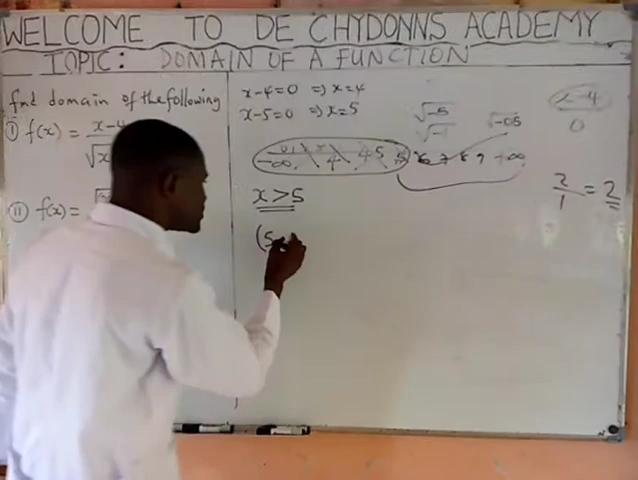 WELCOME TO DE CHYDONNS ACADEMY
TOPIC: DOMAIN OF A FUNCTION
find domain of the following
(I) f(x) = x-4
√x
(II) f(x) =
x-4=0 => x=4
x-5=0 => x=5
-∞ 4 4.5 5 6 7 8 9 +∞
x>5
(5
√-5
√-1
√-0.5
x-4
0
2/1 = 2